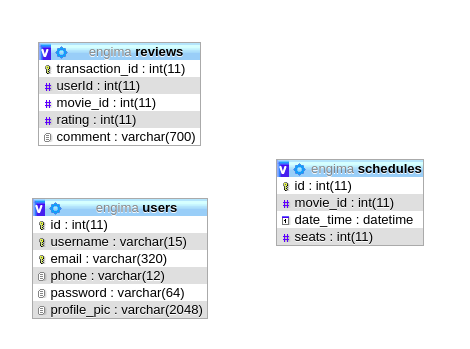 engima reviews
transaction_id : int(11)
userId : int(11)
movie_id : int(11)
rating : int(11)
comment : varchar(700)
engima schedules
id : int(11)
movie_id : int(11)
date_time : datetime
seats : int(11)
engima users
id : int(11)
username : varchar(15)
email : varchar(320)
phone : varchar(12)
password : varchar(64)
profile_pic : varchar(2048)